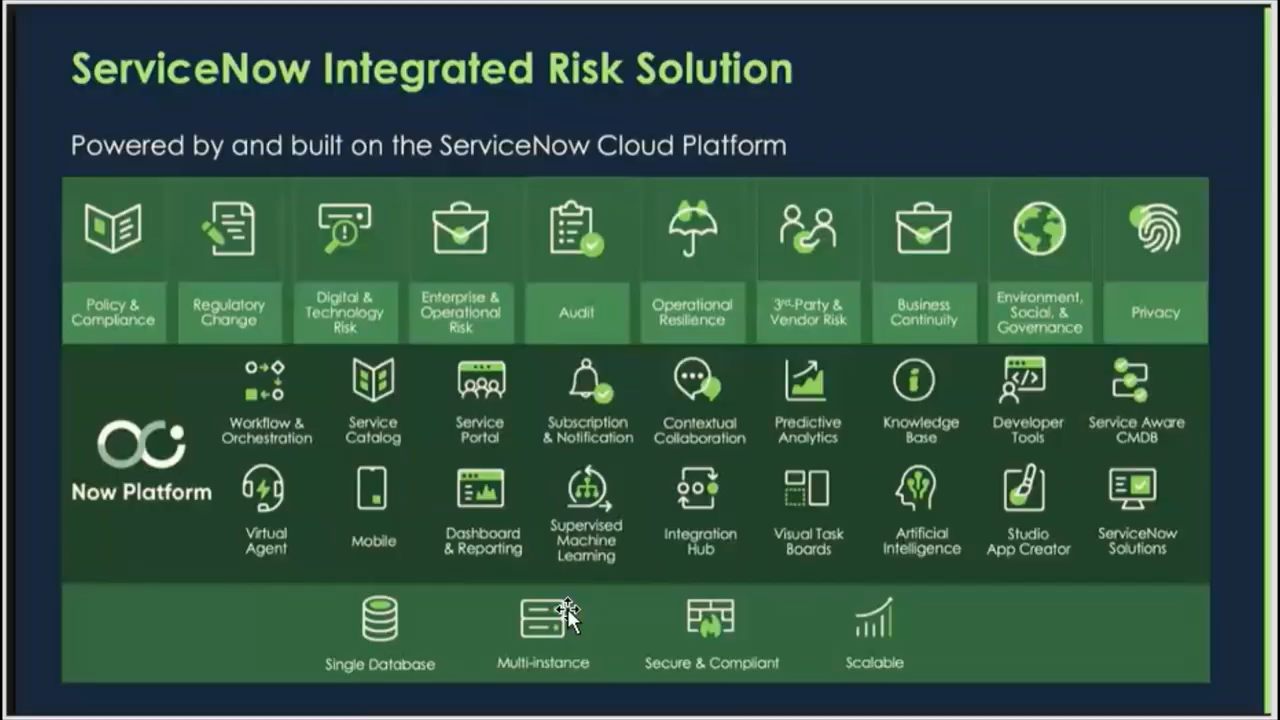 ServiceNow Integrated Risk Solution
Powered by and built on the ServiceNow Cloud Platform
Policy &
Compliance
Regulatory
Change
Digital &
Technology
Risk
Enterprise &
Operational
Risk
Audit
Operational
Resilience
3rd-Party &
Vendor Risk
Business
Continuity
Environment,
Social, &
Governance
Privacy
Now Platform
Workflow &
Orchestration
Service
Catalog
Service
Portal
Subscription
& Notification
Contextual
Collaboration
Predictive
Analytics
Knowledge
Base
Developer
Tools
Service Aware
CMDB
Virtual
Agent
Mobile
Dashboard
& Reporting
Supervised
Machine
Learning
Integration
Hub
Visual Task
Boards
Artificial
Intelligence
Studio
App Creator
ServiceNow
Solutions
Single Database
Multi-instance
Secure & Compliant
Scalable